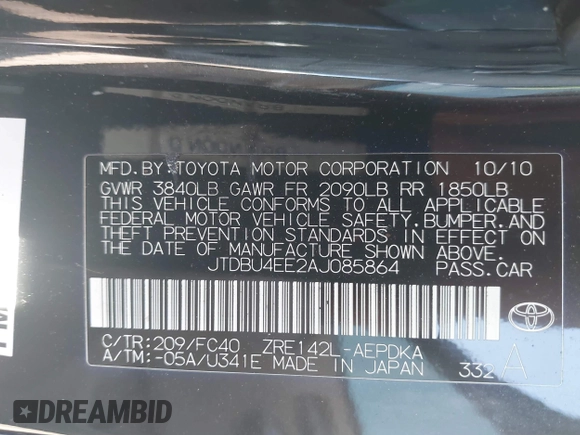 MFD.BY:TOYOTA MOTOR CORPORATION 10/10
GVWR 3840LB GAWR FR 2090LB RR 1850LB
THIS VEHICLE CONFORMS TO ALL APPLICABLE
FEDERAL MOTOR VEHICLE SAFETY,BUMPER,AND
THEFT PREVENTION STANDARDS IN EFFECT ON
THE DATE OF MANUFACTURE SHOWN ABOVE.
JTDBU4EE2AJ085864 PASS.CAR
C/TR:209/FC40 ZRE142L-AEPDKA
A/TM:-05A/U341E MADE IN JAPAN 332 A
DREAMBID